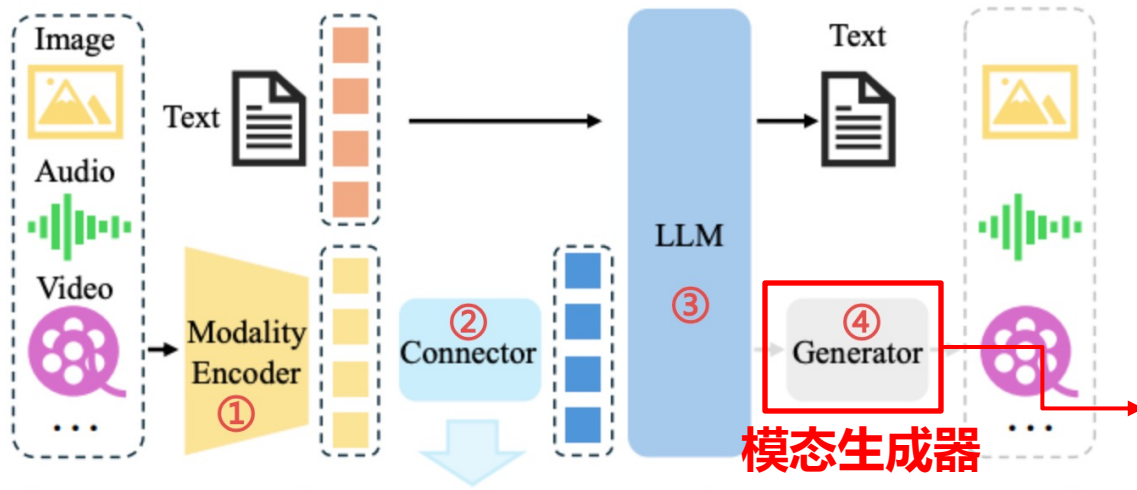 Image
Text
Audio
Video
...
Modality
Encoder
①
②
Connector
LLM
③
Text
④
Generator
模态生成器
...